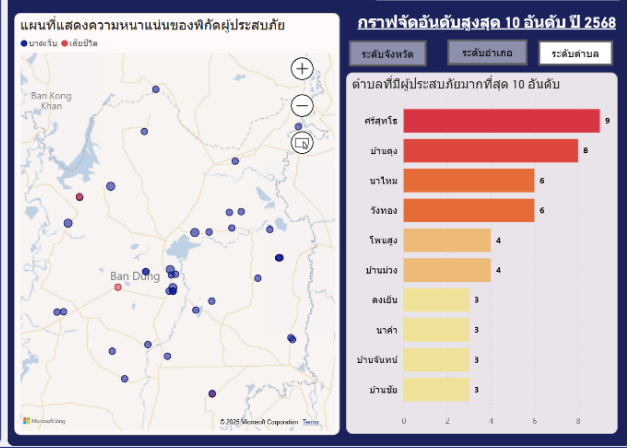 แผนที่แสดงความหนาแน่นของพิกัดผู้ประสบภัย
บาดเจ็บ เสียชีวิต
Ban Kong
Khan
Ban Dung
Microsoft Bing
© 2025 Microsoft Corporation Terms
กราฟจัดอันดับสูงสุด 10 อันดับ ปี 2568
ระดับจังหวัด ระดับอำเภอ ระดับตำบล
ตำบลที่มีผู้ประสบภัยมากที่สุด 10 อันดับ
ศรีสุทโธ 9
บ้านดุง 8
นาไหม 6
วังทอง 6
โพนสูง 4
บ้านม่วง 4
ดงเย็น 3
นาคำ 3
บ้านจันทน์ 3
บ้านชัย 3
0 2 4 6 8